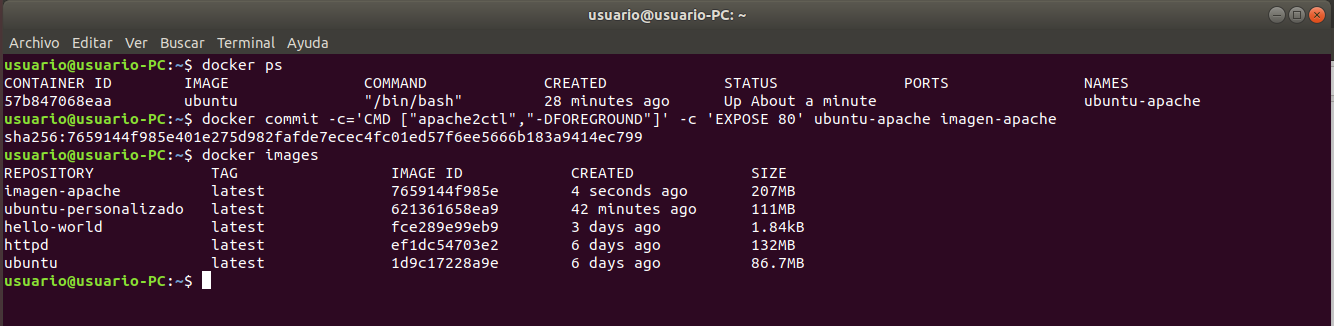 usuario@usuario-PC: ~
Archivo Editar Ver Buscar Terminal Ayuda
usuario@usuario-PC:~$ docker ps
CONTAINER ID        IMAGE               COMMAND             CREATED             STATUS              PORTS               NAMES
57b847068eaa        ubuntu              "/bin/bash"         28 minutes ago      Up About a minute                       ubuntu-apache
usuario@usuario-PC:~$ docker commit -c='CMD ["apache2ctl","-DFOREGROUND"]' -c 'EXPOSE 80' ubuntu-apache imagen-apache
sha256:7659144f985e401e275d982fafde7ecec4fc01ed57f6ee5666b183a9414ec799
usuario@usuario-PC:~$ docker images
REPOSITORY             TAG                 IMAGE ID            CREATED             SIZE
imagen-apache          latest              7659144f985e        4 seconds ago       207MB
ubuntu-personalizado   latest              621361658ea9        42 minutes ago      111MB
hello-world            latest              fce289e99eb9        3 days ago          1.84kB
httpd                  latest              ef1dc54703e2        6 days ago          132MB
ubuntu                 latest              1d9c17228a9e        6 days ago          86.7MB
usuario@usuario-PC:~$